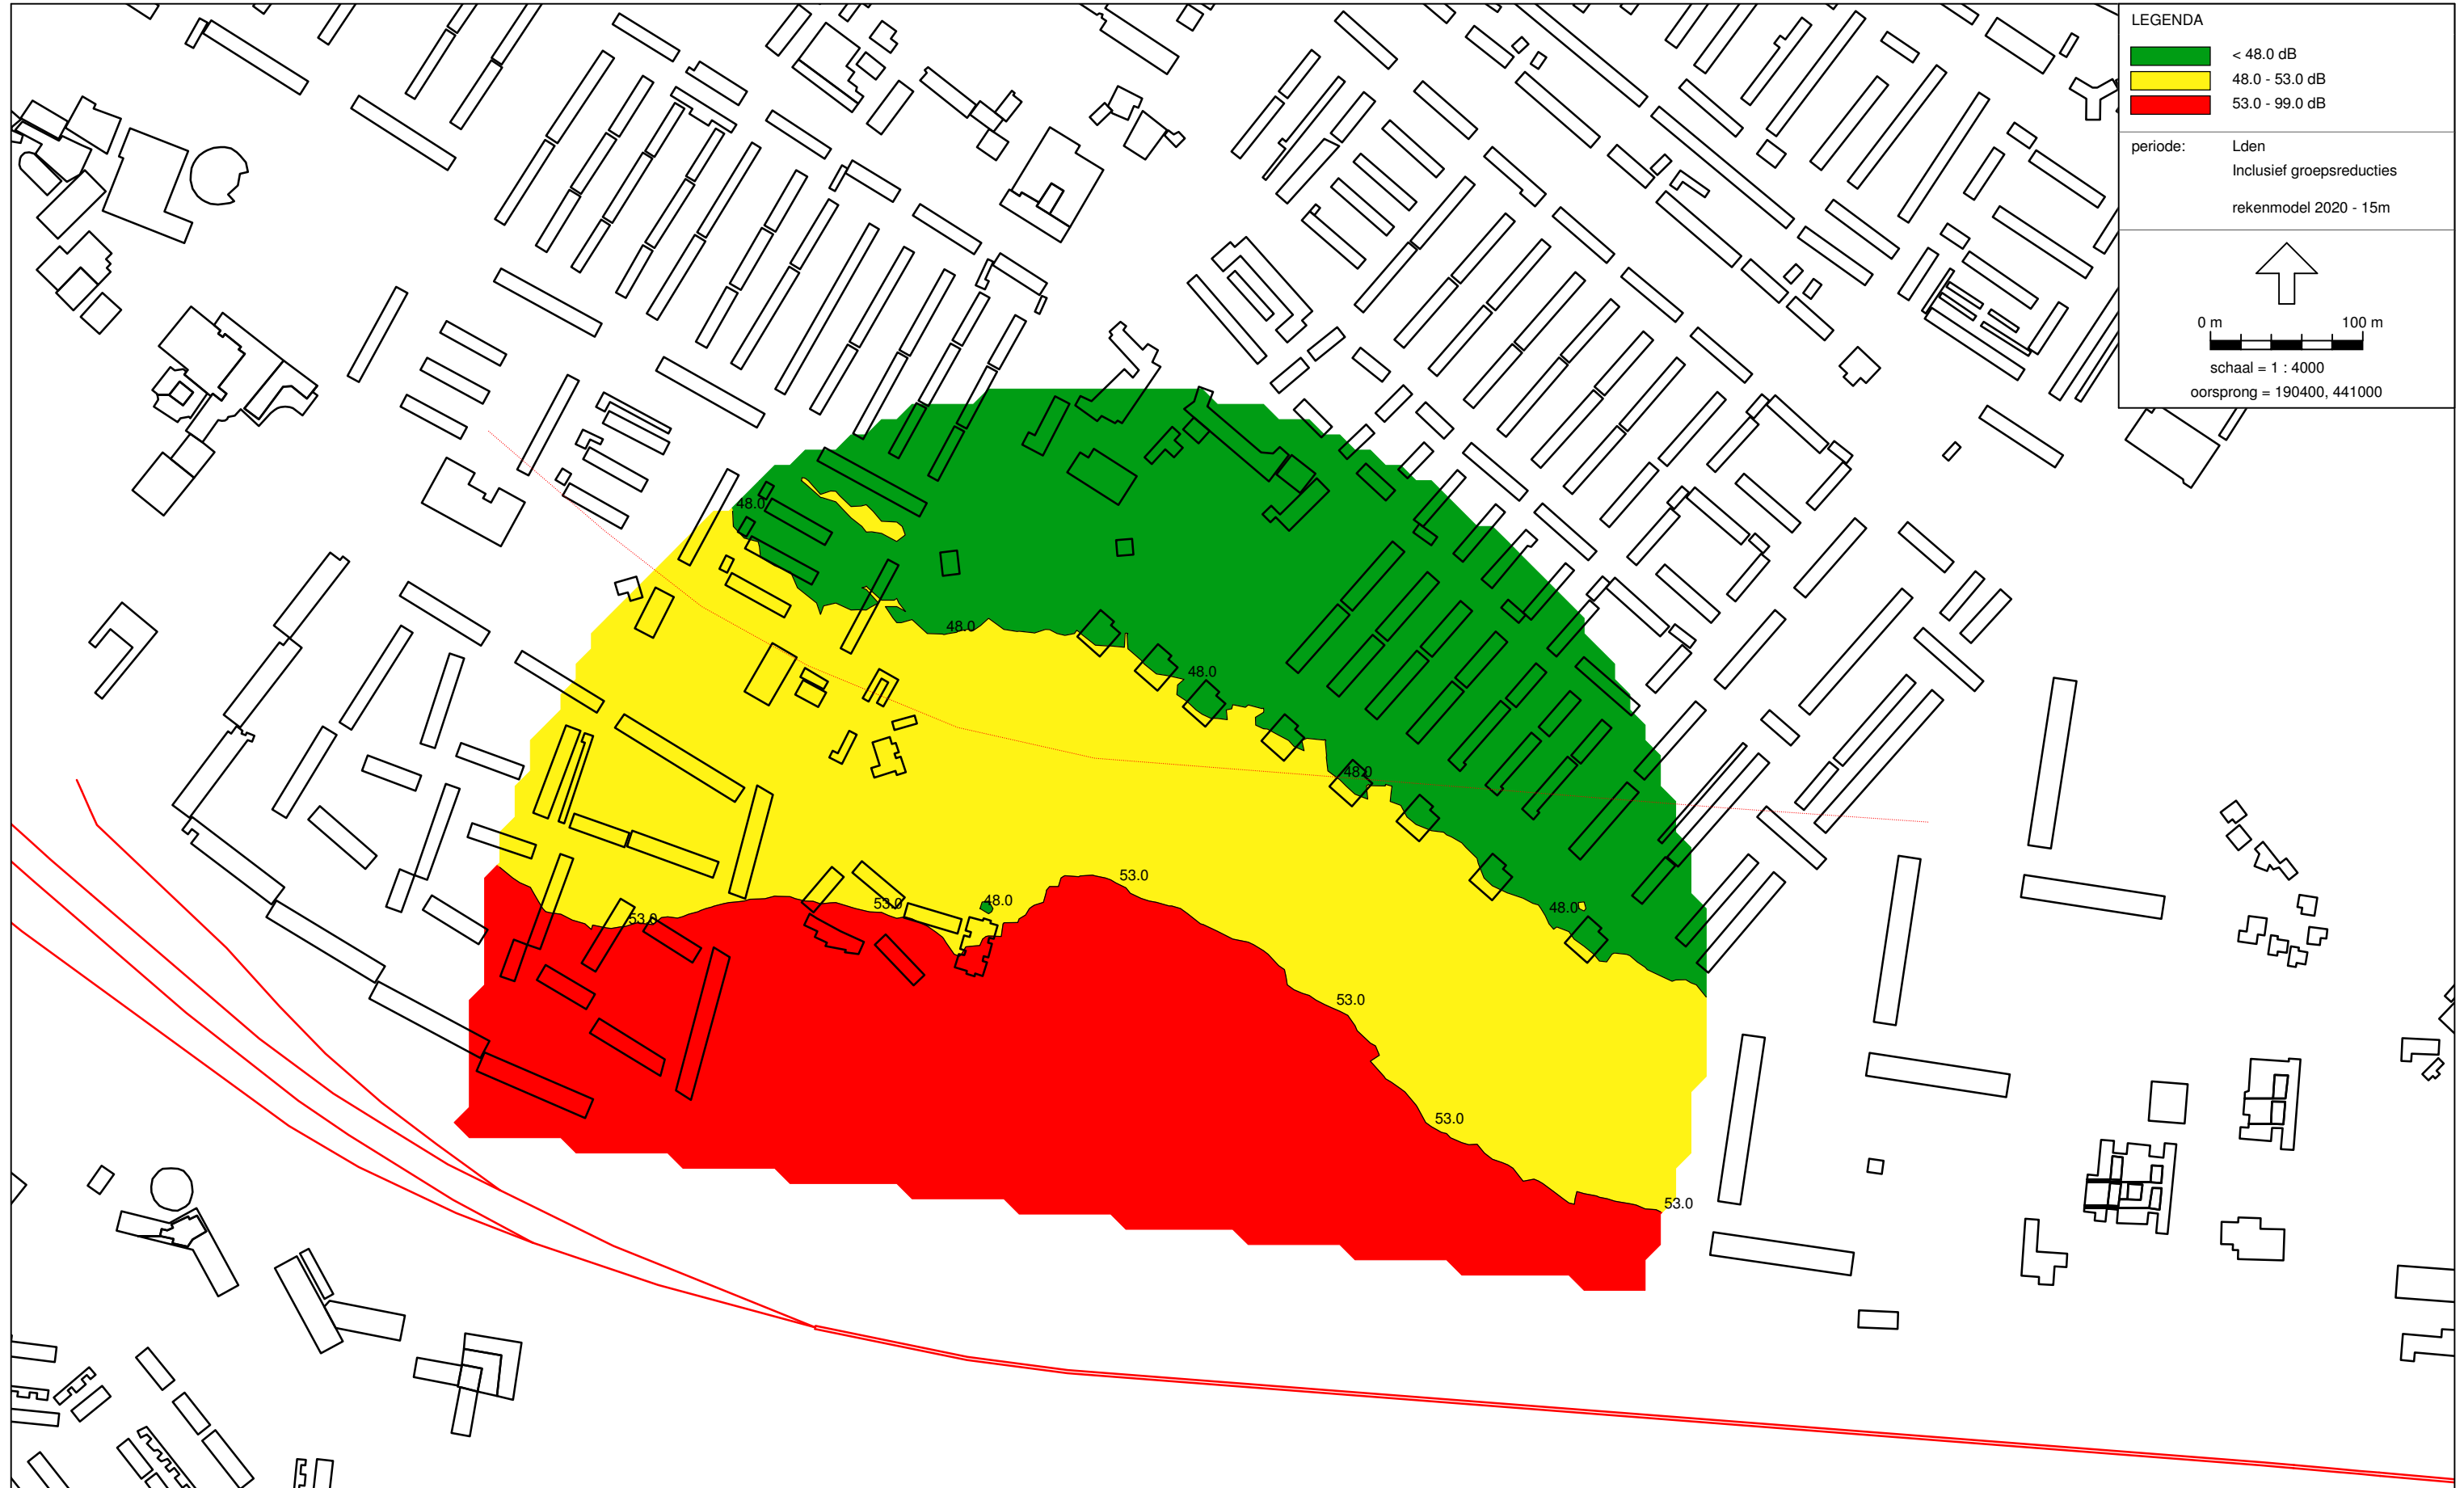 LEGENDA
< 48.0 dB
48.0 - 53.0 dB
53.0 - 99.0 dB
periode: Lden
Inclusief groepsreducties
rekenmodel 2020 - 15m
0 m 100 m
schaal = 1 : 4000
oorsprong = 190400, 441000
48.0
48.0
48.0
48.0
53.0
48.0
53.0
48.0
53.0
53.0
53.0
53.0